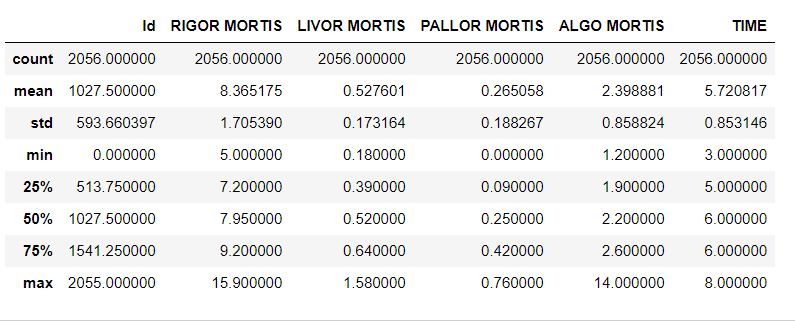 Id RIGOR MORTIS LIVOR MORTIS PALLOR MORTIS ALGO MORTIS TIME
count 2056.000000 2056.000000 2056.000000 2056.000000 2056.000000 2056.000000
mean 1027.500000 8.365175 0.527601 0.265058 2.398881 5.720817
std 593.660397 1.705390 0.173164 0.188267 0.858824 0.853146
min 0.000000 5.000000 0.180000 0.000000 1.200000 3.000000
25% 513.750000 7.200000 0.390000 0.090000 1.900000 5.000000
50% 1027.500000 7.950000 0.520000 0.250000 2.200000 6.000000
75% 1541.250000 9.200000 0.640000 0.420000 2.600000 6.000000
max 2055.000000 15.900000 1.580000 0.760000 14.000000 8.000000